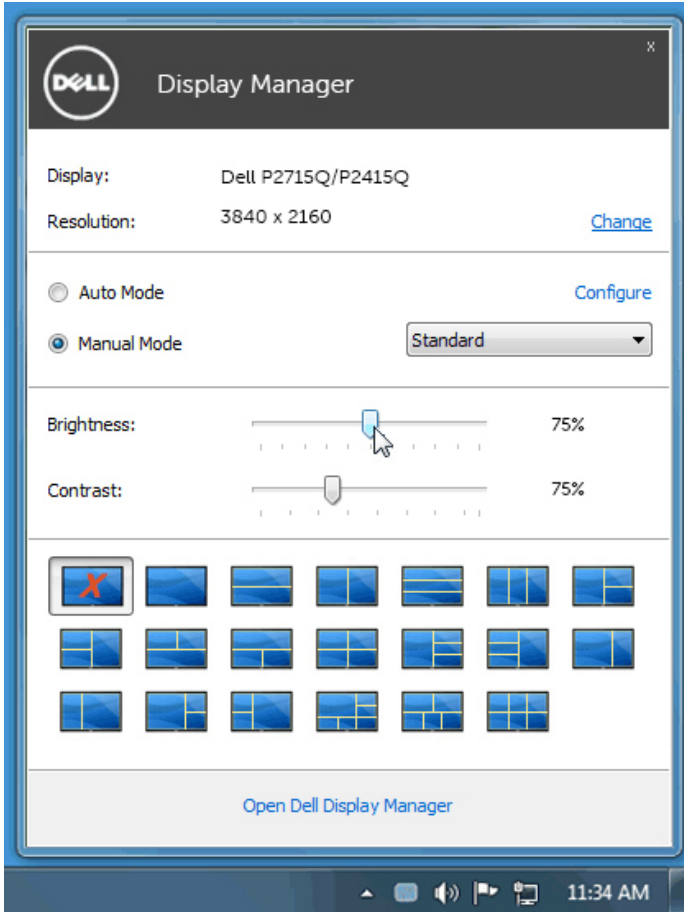 DELL Display Manager x
Display: Dell P2715Q/P2415Q
Resolution: 3840 x 2160 Change
Auto Mode Configure
Manual Mode Standard
Brightness: 75%
Contrast: 75%
Open Dell Display Manager
11:34 AM